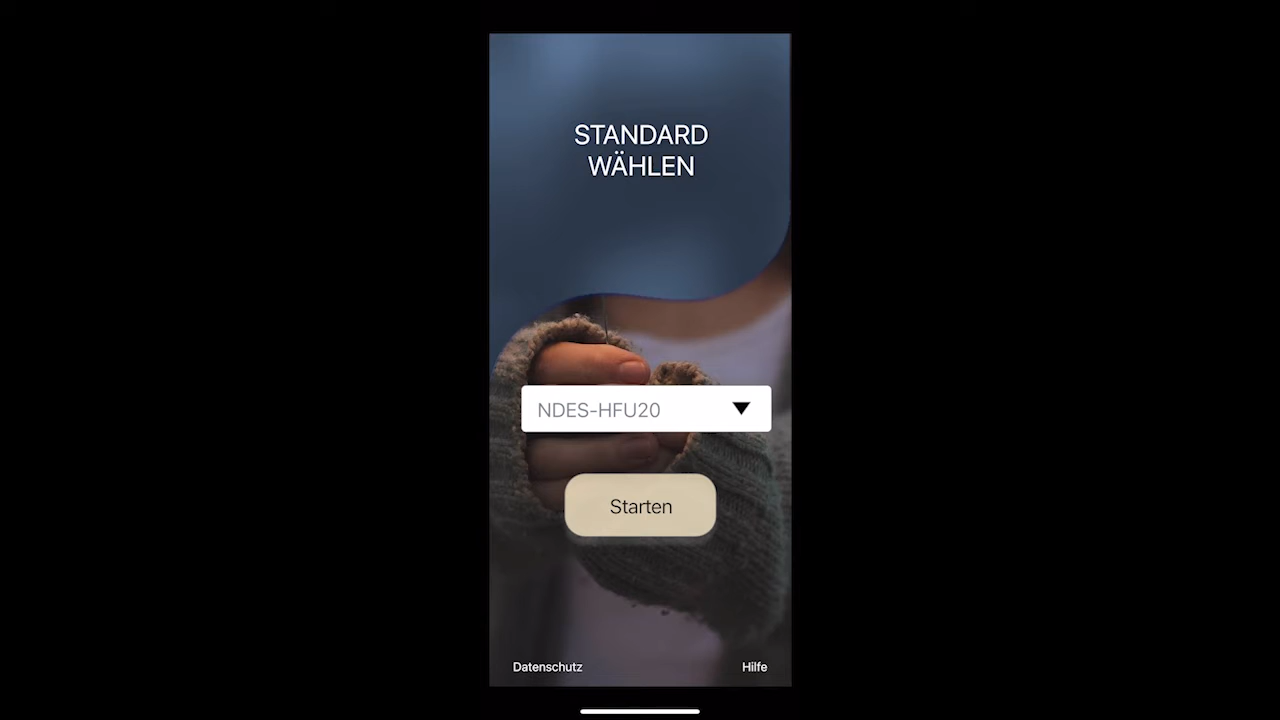 STANDARD
WÄHLEN
NDES-HFU20
Starten
Datenschutz
Hilfe